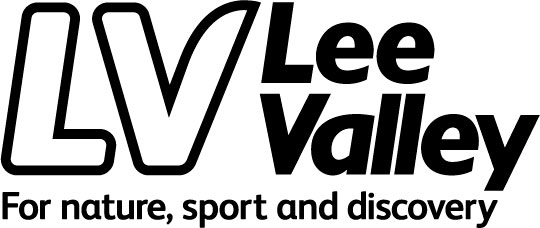 LV Lee
Valley
For nature, sport and discovery